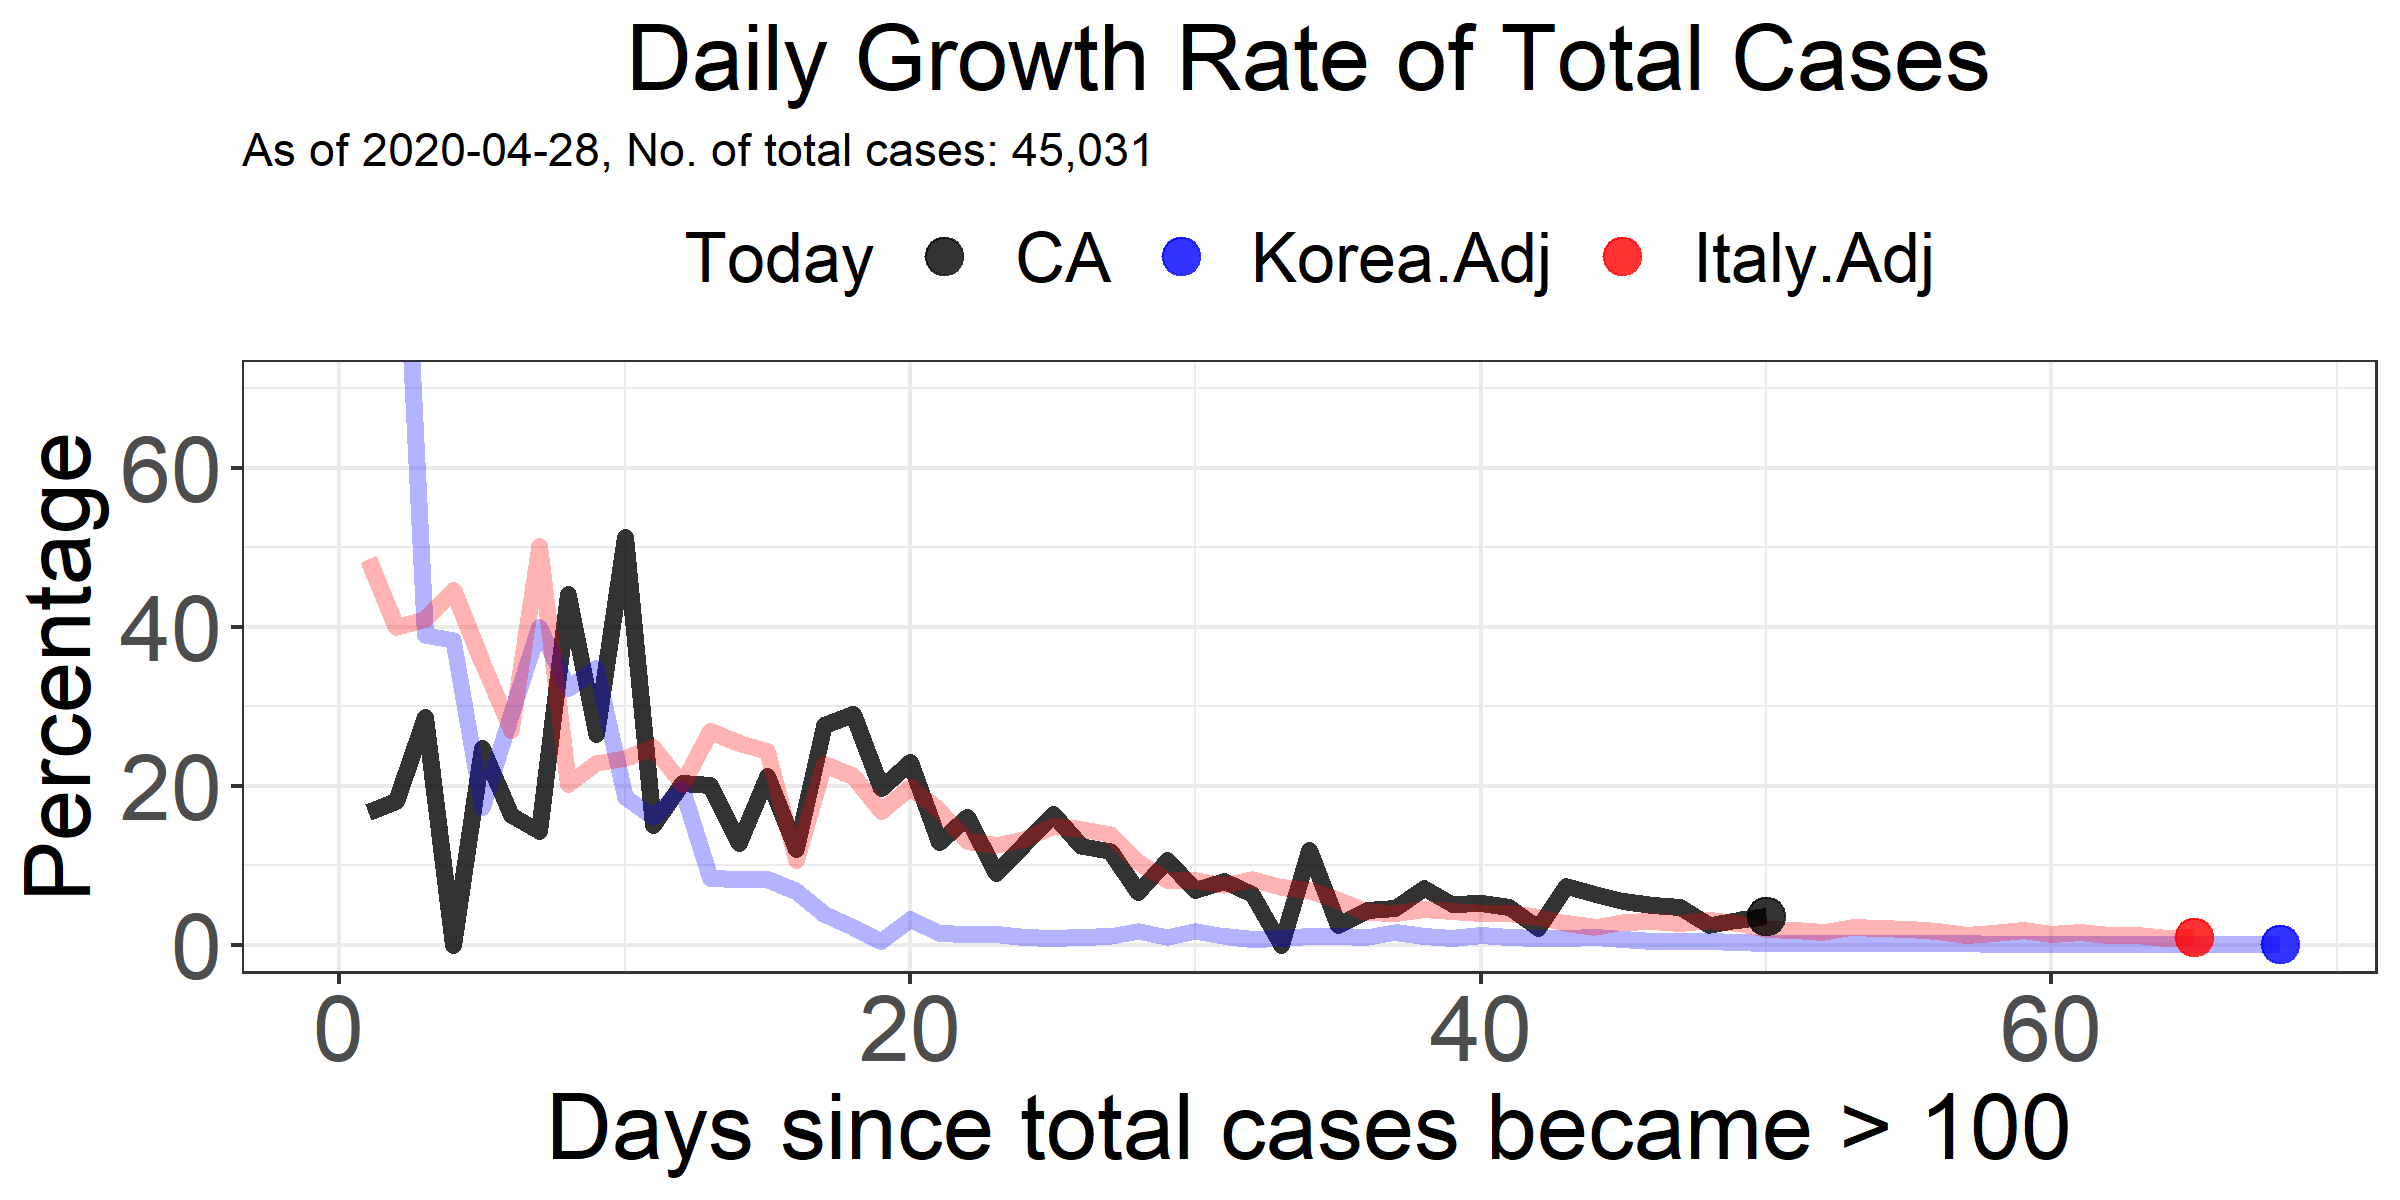 Daily Growth Rate of Total Cases
As of 2020-04-28, No. of total cases: 45,031
Today CA Korea.Adj Italy.Adj
Percentage
60
40
20
0
0 20 40 60
Days since total cases became > 100